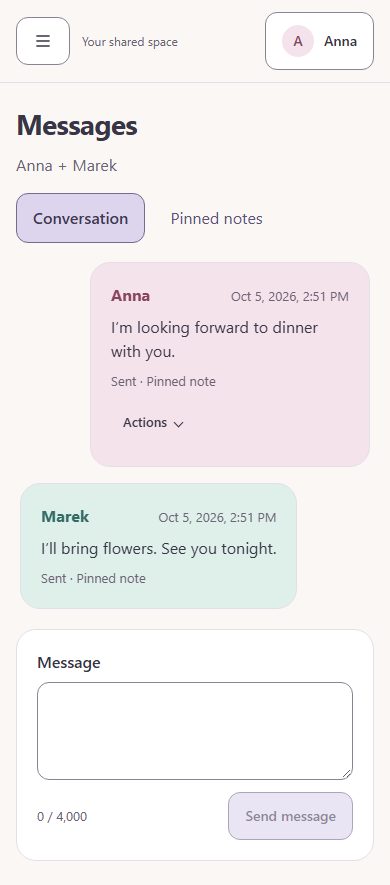 Your shared space
A Anna
Messages
Anna + Marek
Conversation Pinned notes
Anna Oct 5, 2026, 2:51 PM
I'm looking forward to dinner
with you.
Sent · Pinned note
Actions
Marek Oct 5, 2026, 2:51 PM
I'll bring flowers. See you tonight.
Sent · Pinned note
Message
0 / 4,000 Send message